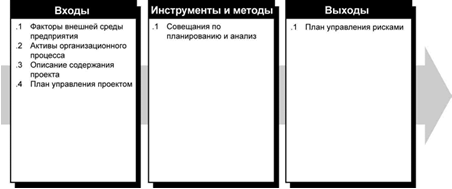 Входы
.1 Факторы внешней среды
предприятия
.2 Активы организационного
процесса
.3 Описание содержания
проекта
.4 План управления проектом
Инструменты и методы
.1 Совещания по
планированию и анализ
Выходы
.1 План управления рисками